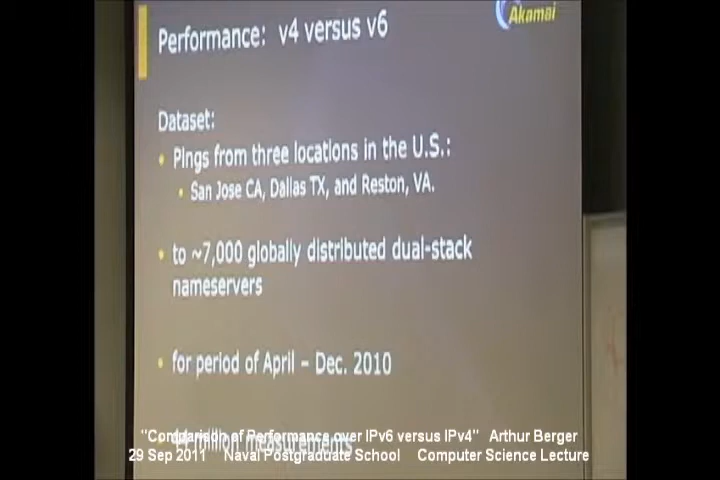 Performance: v4 versus v6
Akamai
Dataset:
• Pings from three locations in the U.S.:
• San Jose CA, Dallas TX, and Reston, VA.
• to ~7,000 globally distributed dual-stack
nameservers
• for period of April – Dec. 2010
million measurements
"Comparison of Performance over IPv6 versus IPv4" Arthur Berger
29 Sep 2011 Naval Postgraduate School Computer Science Lecture